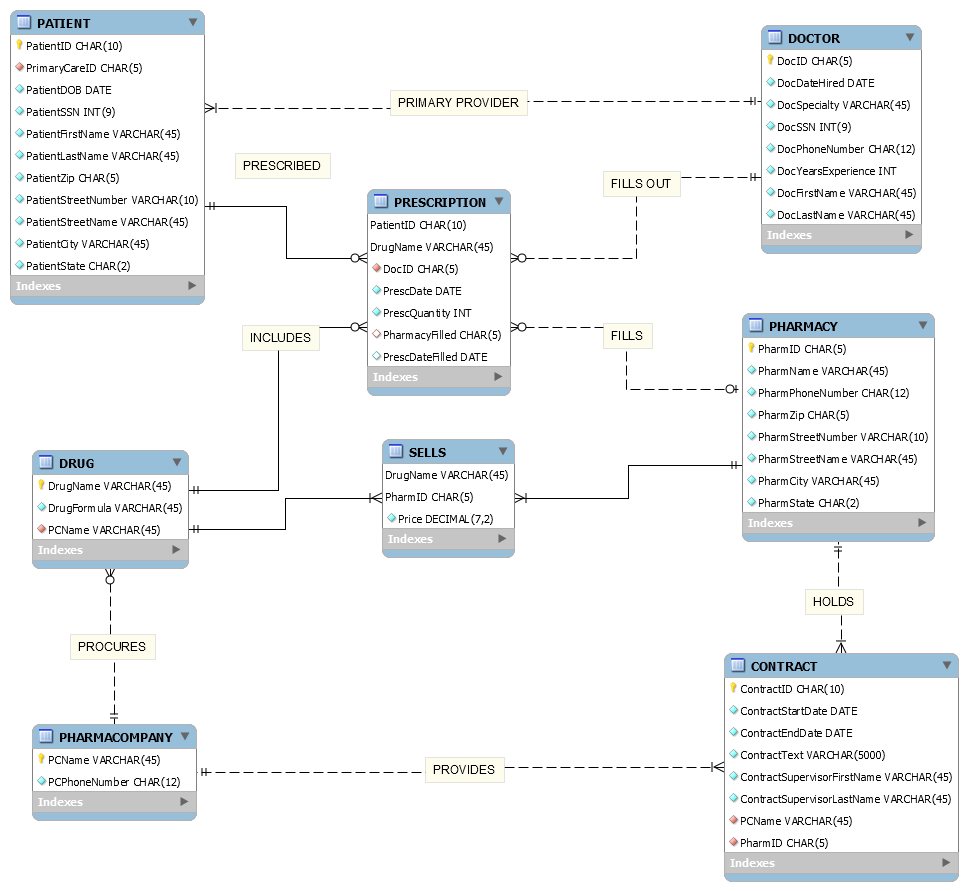 PATIENT
PatientID CHAR(10)
PrimaryCareID CHAR(5)
PatientDOB DATE
PatientSSN INT(9)
PatientFirstName VARCHAR(45)
PatientLastName VARCHAR(45)
PatientZip CHAR(5)
PatientStreetNumber VARCHAR(10)
PatientStreetName VARCHAR(45)
PatientCity VARCHAR(45)
PatientState CHAR(2)
Indexes
PRIMARY PROVIDER
DOCTOR
DocID CHAR(5)
DocDateHired DATE
DocSpecialty VARCHAR(45)
DocSSN INT(9)
DocPhoneNumber CHAR(12)
DocYearsExperience INT
DocFirstName VARCHAR(45)
DocLastName VARCHAR(45)
Indexes
PRESCRIBED
FILLS OUT
PRESCRIPTION
PatientID CHAR(10)
DrugName VARCHAR(45)
DocID CHAR(5)
PrescDate DATE
PrescQuantity INT
PharmacyFilled CHAR(5)
PrescDateFilled DATE
Indexes
INCLUDES
FILLS
PHARMACY
PharmID CHAR(5)
PharmName VARCHAR(45)
PharmPhoneNumber CHAR(12)
PharmZip CHAR(5)
PharmStreetNumber VARCHAR(10)
PharmStreetName VARCHAR(45)
PharmCity VARCHAR(45)
PharmState CHAR(2)
Indexes
DRUG
DrugName VARCHAR(45)
DrugFormula VARCHAR(45)
PCName VARCHAR(45)
Indexes
SELLS
DrugName VARCHAR(45)
PharmID CHAR(5)
Price DECIMAL(7,2)
Indexes
HOLDS
PROCURES
PHARMACOMPANY
PCName VARCHAR(45)
PCPhoneNumber CHAR(12)
Indexes
PROVIDES
CONTRACT
ContractID CHAR(10)
ContractStartDate DATE
ContractEndDate DATE
ContractText VARCHAR(5000)
ContractSupervisorFirstName VARCHAR(45)
ContractSupervisorLastName VARCHAR(45)
PCName VARCHAR(45)
PharmID CHAR(5)
Indexes